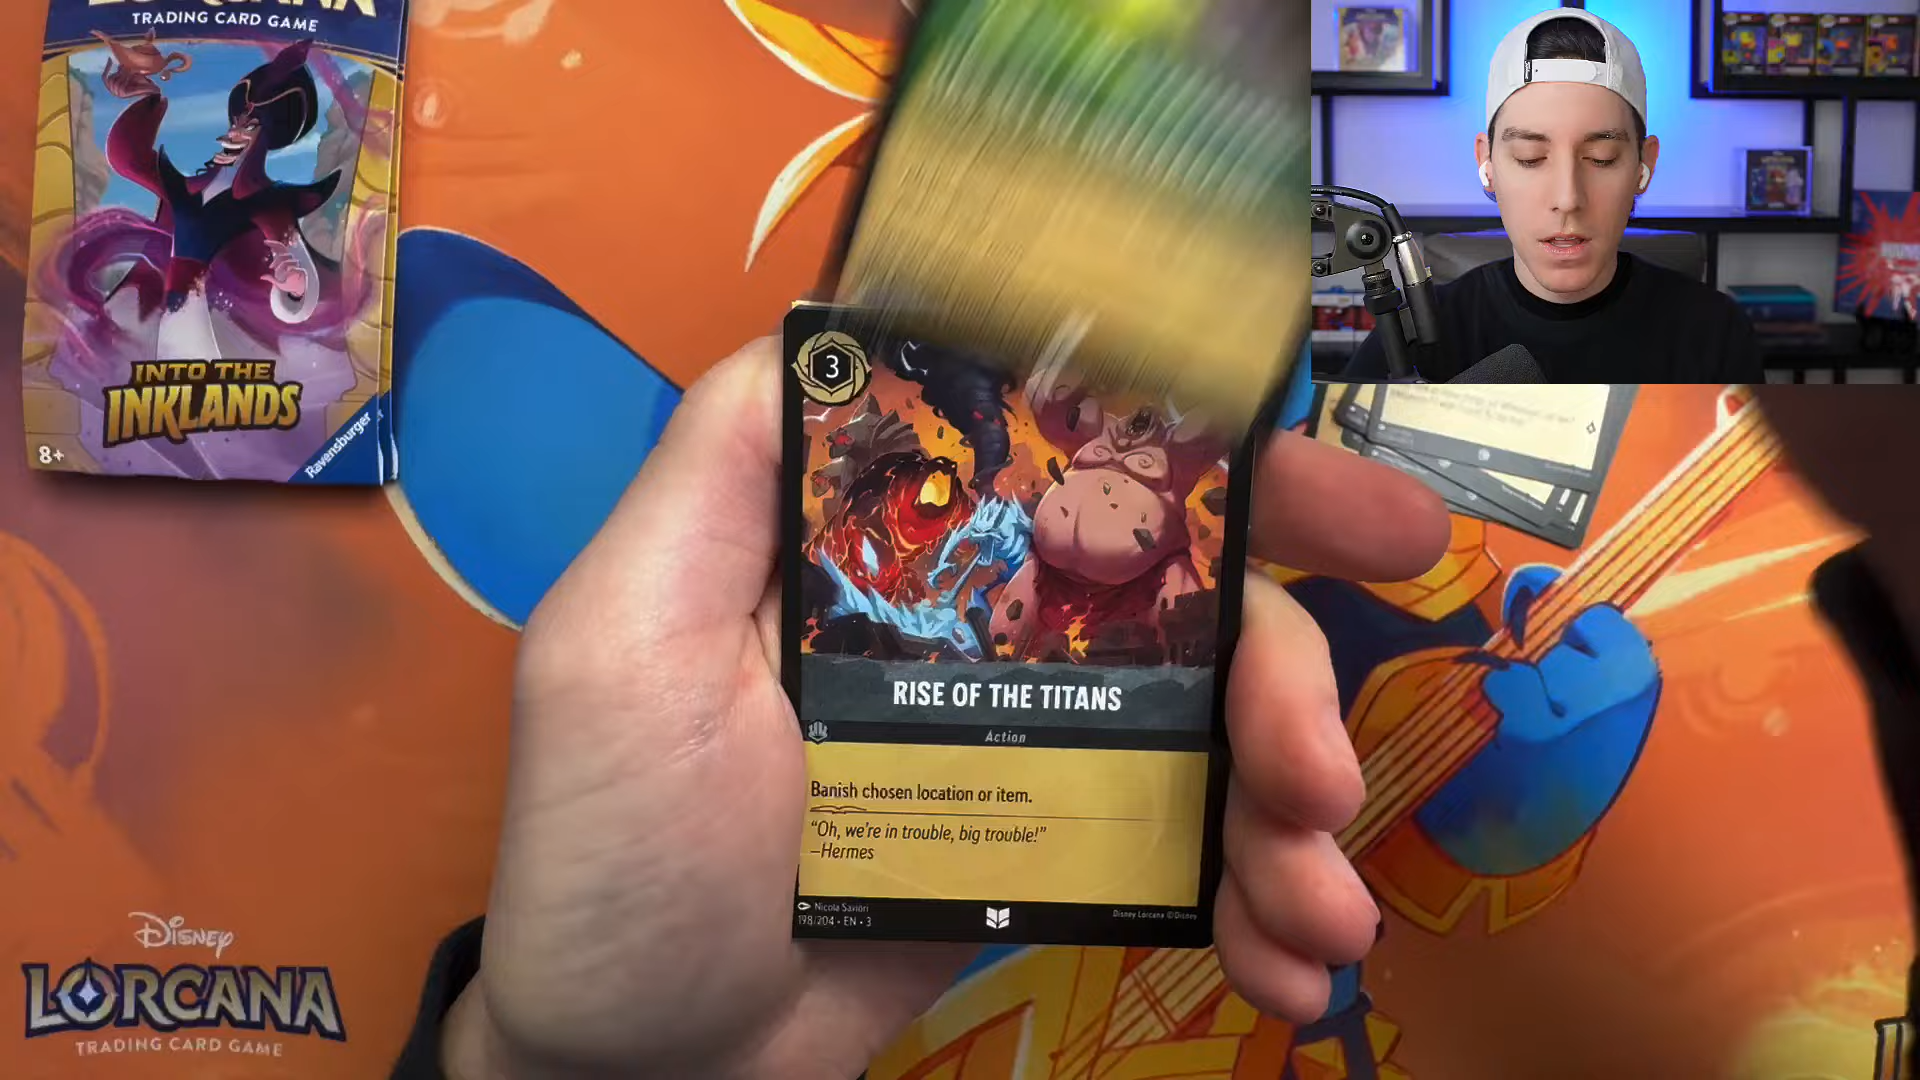 LORCANA
TRADING CARD GAME
INTO THE
INKLANDS
8+
Ravensburger
3
RISE OF THE TITANS
Action
Banish chosen location or item.
“Oh, we’re in trouble, big trouble!”
–Hermes
Nicola Saviori
198/204 • EN • 3
Disney Lorcana ©Disney
Disney
LORCANA
TRADING CARD GAME